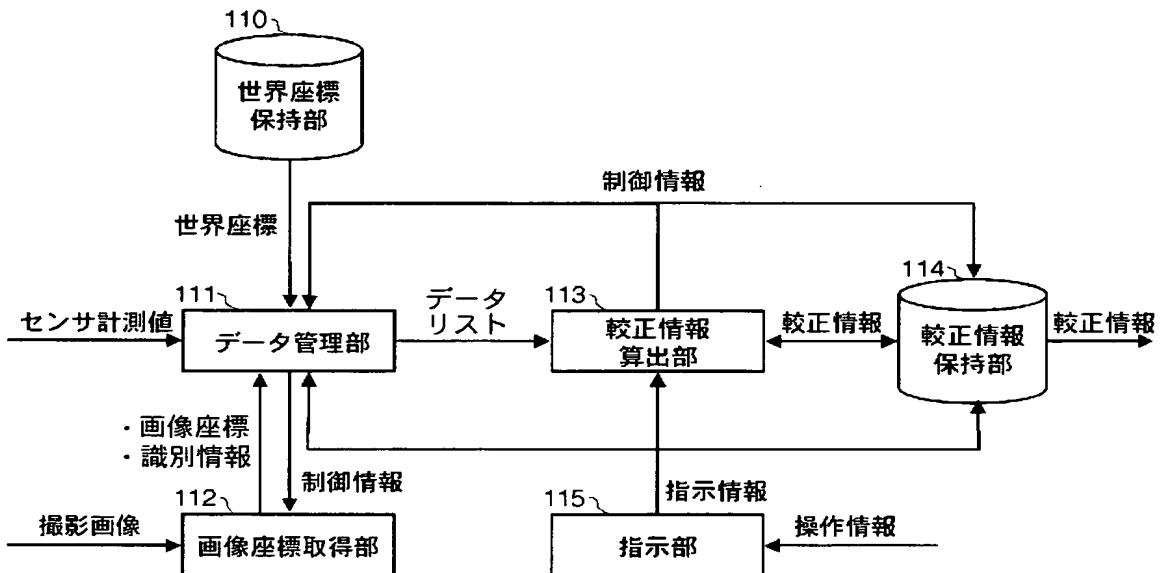 110
世界座標
保持部
制御情報
世界座標
114
111
データ
リスト
113
センサ計測値
データ管理部
較正情報
算出部
較正情報
較正情報
保持部
較正情報
・画像座標
・識別情報
制御情報
指示情報
112
115
撮影画像
画像座標取得部
指示部
操作情報